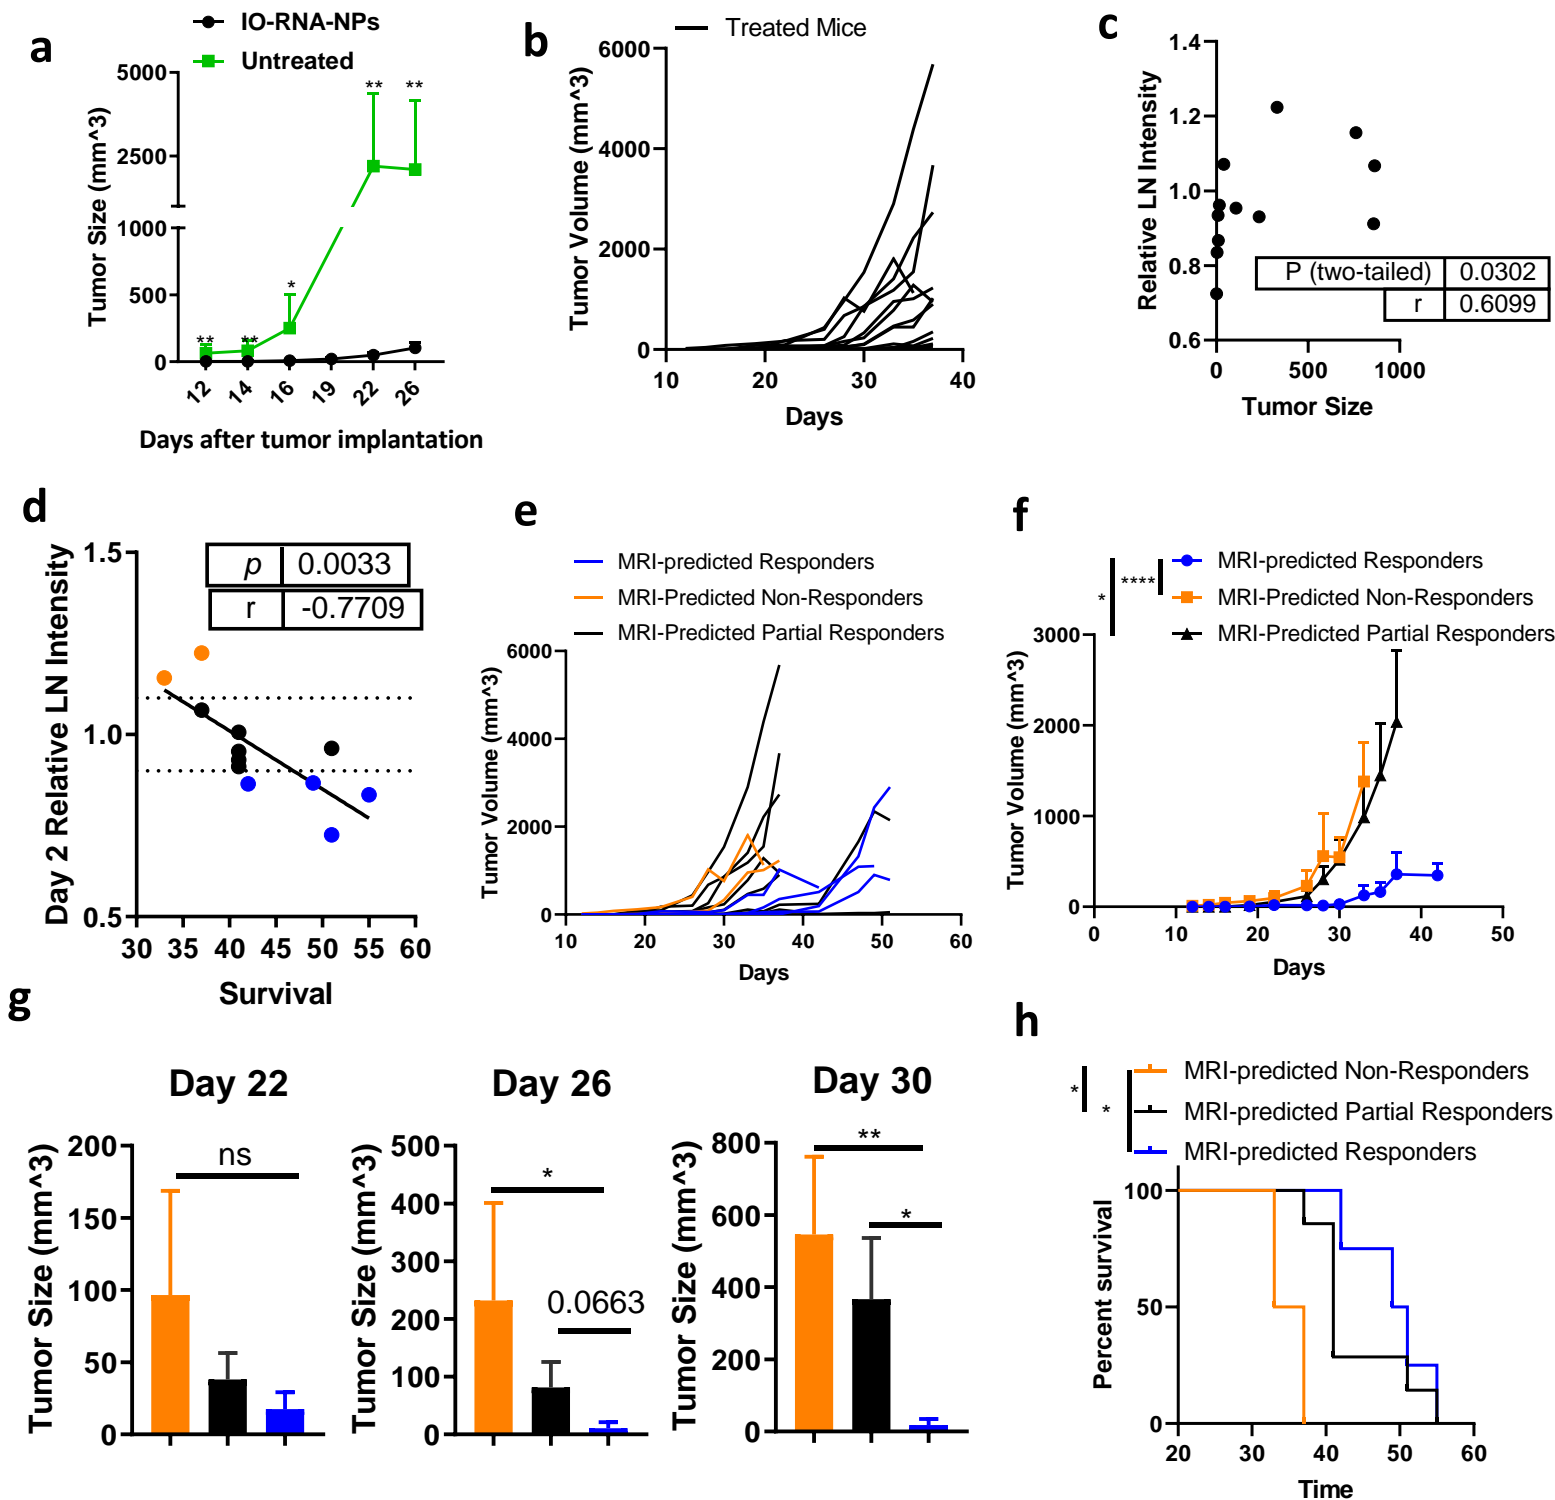 a
IO-RNA-NPs
Untreated
Tumor Size (mm^3)
5000
2500
1000
500
0
**
**
*
**
**
12
14
16
19
22
26
Days after tumor implantation
b
Treated Mice
Tumor Volume (mm^3)
6000
4000
2000
0
10
20
30
40
Days
c
Relative LN Intensity
1.4
1.2
1.0
0.8
0.6
P (two-tailed) 0.0302
r 0.6099
0
500
1000
Tumor Size
d
Day 2 Relative LN Intensity
1.5
1.0
0.5
p 0.0033
r -0.7709
30 35 40 45 50 55 60
Survival
e
MRI-predicted Responders
MRI-Predicted Non-Responders
MRI-Predicted Partial Responders
Tumor Volume (mm^3)
6000
4000
2000
0
10 20 30 40 50 60
Days
f
*
****
MRI-predicted Responders
MRI-Predicted Non-Responders
MRI-Predicted Partial Responders
Tumor Volume (mm^3)
3000
2000
1000
0
0 10 20 30 40 50
Days
g
Day 22
Tumor Size (mm^3)
200
150
100
50
0
ns
Day 26
Tumor Size (mm^3)
500
400
300
200
100
0
*
0.0663
Day 30
Tumor Size (mm^3)
800
600
400
200
0
**
*
h
*
*
MRI-predicted Non-Responders
MRI-predicted Partial Responders
MRI-predicted Responders
Percent survival
100
50
0
20 30 40 50 60
Time